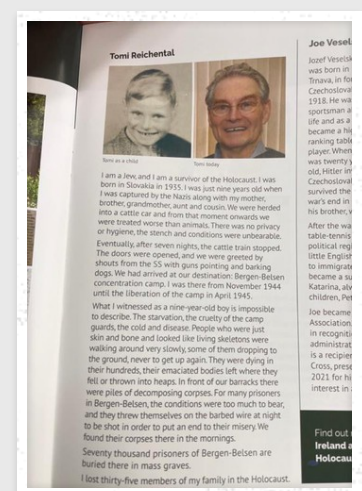 Tomi Reichental
Tomi as a child
Tomi today
I am a Jew, and I am a survivor of the Holocaust. I was
born in Slovakia in 1935. I was just nine years old when
I was captured by the Nazis along with my mother,
brother, grandmother, aunt and cousin. We were herded
into a cattle car and from that moment onwards we
were treated worse than animals. There was no privacy
or hygiene, the stench and conditions were unbearable.
Eventually, after seven nights, the cattle train stopped.
The doors were opened, and we were greeted by
shouts from the SS with guns pointing and barking
dogs. We had arrived at our destination: Bergen-Belsen
concentration camp. I was there from November 1944
until the liberation of the camp in April 1945.
What I witnessed as a nine-year-old boy is impossible
to describe. The starvation, the cruelty of the camp
guards, the cold and disease. People who were just
skin and bone and looked like living skeletons were
walking around very slowly, some of them dropping to
the ground, never to get up again. They were dying in
their hundreds, their emaciated bodies left where they
fell or thrown into heaps. In front of our barracks there
were piles of decomposing corpses. For many prisoners
in Bergen-Belsen, the conditions were too much to bear,
and they threw themselves on the barbed wire at night
to be shot in order to put an end to their misery. We
found their corpses there in the mornings.
Seventy thousand prisoners of Bergen-Belsen are
buried there in mass graves.
I lost thirty-five members of my family in the Holocaust.
Joe Vesel
Jozef Vesels
was born in
Trnava, in fo
Czechoslova
1918. He wa
sportsman a
life and as a
became a hi
ranking tabl
player. When
was twenty y
old, Hitler in
Czechoslova
survived the
war's end in
his brother, w
After the wa
table-tennis
political regi
little English
to immigrate
became a su
Katarina, alw
children, Pet
Joe became
Association
in recogniti
administrat
is a recipien
Cross, prese
2021 for hi
interest in
Find out
Ireland a
Holocau